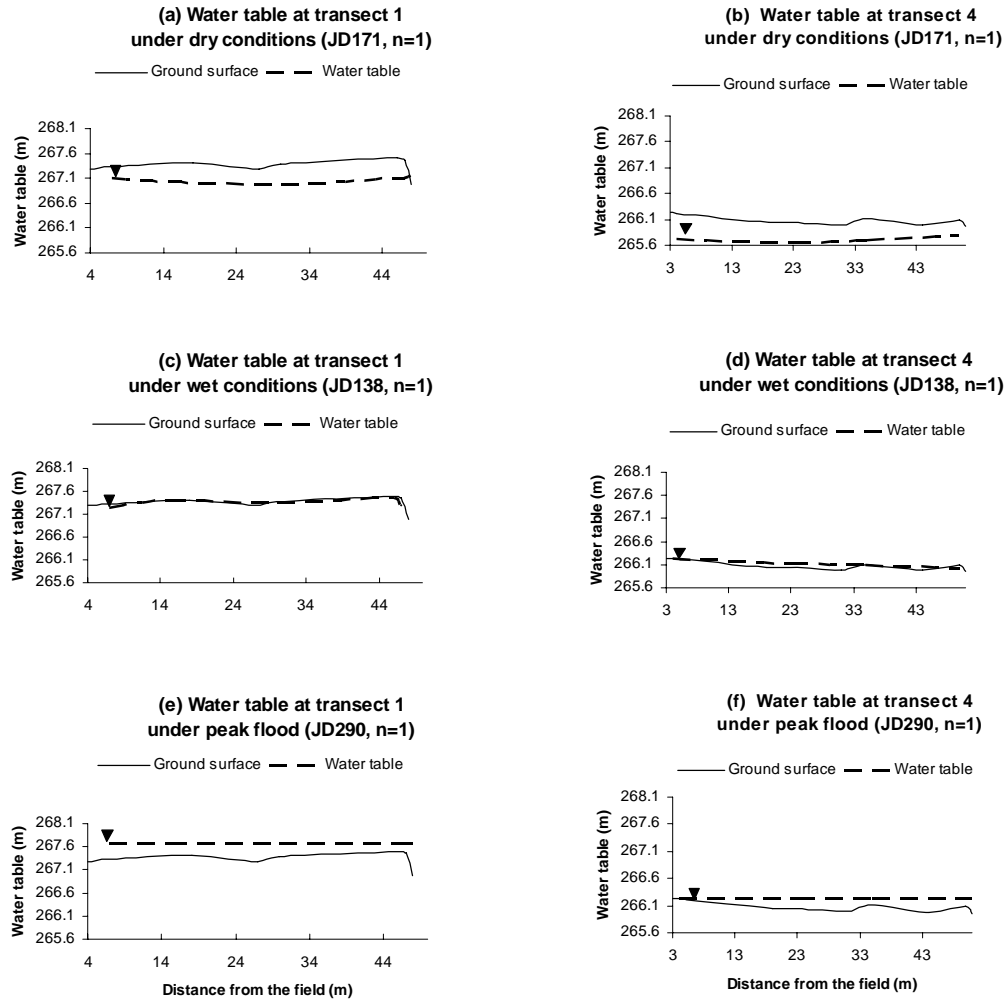 (a) Water table at transect 1
under dry conditions (JD171, n=1)
Ground surface
Water table
Water table (m)
268.1
267.6
267.1
266.6
266.1
265.6
4
14
24
34
44
(b) Water table at transect 4
under dry conditions (JD171, n=1)
Ground surface
Water table
Water table (m)
268.1
267.6
267.1
266.6
266.1
265.6
3
13
23
33
43
(c) Water table at transect 1
under wet conditions (JD138, n=1)
Ground surface
Water table
Water table (m)
268.1
267.6
267.1
266.6
266.1
265.6
4
14
24
34
44
(d) Water table at transect 4
under wet conditions (JD138, n=1)
Ground surface
Water table
Water table (m)
268.1
267.6
267.1
266.6
266.1
265.6
3
13
23
33
43
(e) Water table at transect 1
under peak flood (JD290, n=1)
Ground surface
Water table
Water table (m)
268.1
267.6
267.1
266.6
266.1
265.6
4
14
24
34
44
Distance from the field (m)
(f) Water table at transect 4
under peak flood (JD290, n=1)
Ground surface
Water table
Water table (m)
268.1
267.6
267.1
266.6
266.1
265.6
3
13
23
33
43
Distance from the field (m)